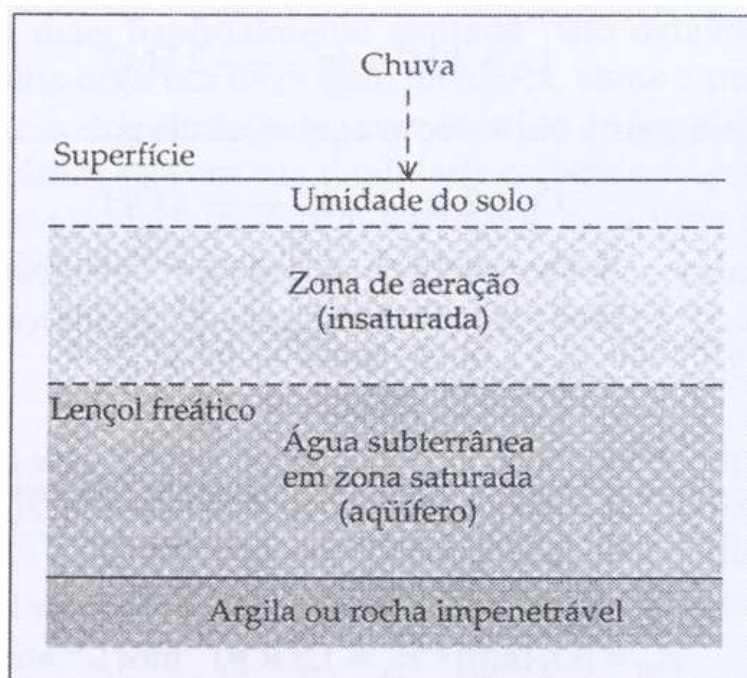 Chuva
Superfície
Umidade do solo
Zona de aeração
(insaturada)
Lençol freático
Água subterrânea
em zona saturada
(aqüífero)
Argila ou rocha impenetrável